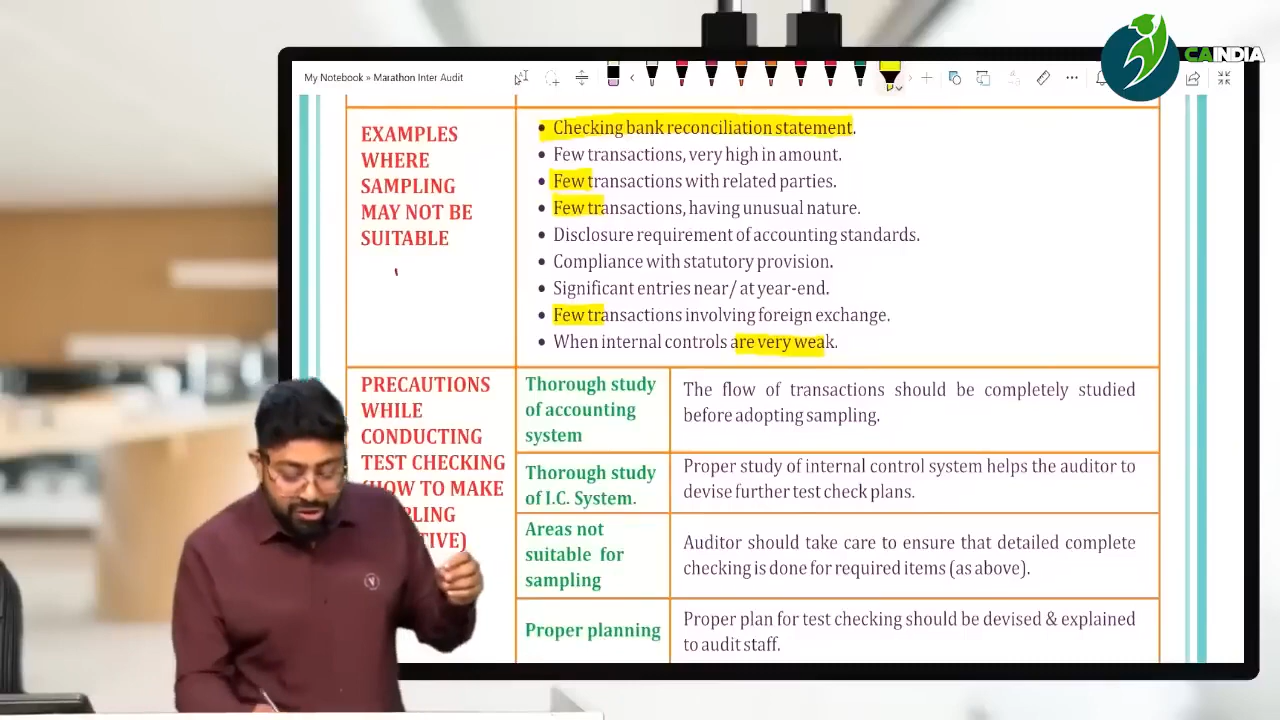 CAINDIA
My Notebook » Marathon Inter Audit
EXAMPLES
WHERE
SAMPLING
MAY NOT BE
SUITABLE
• Checking bank reconciliation statement.
• Few transactions, very high in amount.
• Few transactions with related parties.
• Few transactions, having unusual nature.
• Disclosure requirement of accounting standards.
• Compliance with statutory provision.
• Significant entries near/ at year-end.
• Few transactions involving foreign exchange.
• When internal controls are very weak.
PRECAUTIONS
WHILE
CONDUCTING
TEST CHECKING
TO MAKE
Thorough study
of accounting
system
The flow of transactions should be completely studied
before adopting sampling.
Thorough study
of I.C. System.
Proper study of internal control system helps the auditor to
devise further test check plans.
Areas not
suitable for
sampling
Auditor should take care to ensure that detailed complete
checking is done for required items (as above).
Proper planning
Proper plan for test checking should be devised & explained
to audit staff.